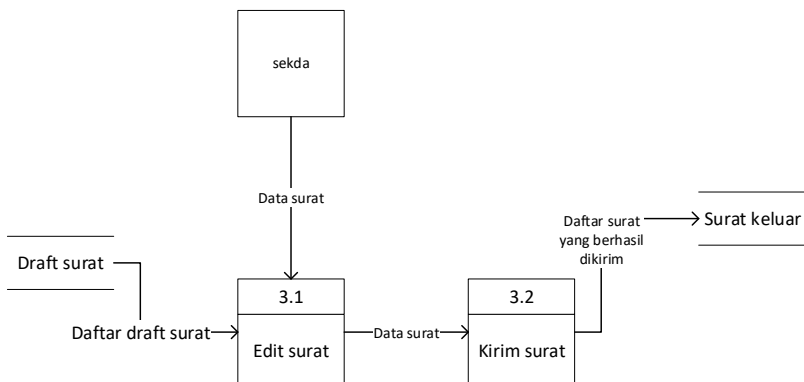 sekda
Data surat
Daftar surat
yang berhasil
dikirim
Surat keluar
Draft surat
3.1
3.2
Daftar draft surat
Edit surat
Data surat
Kirim surat